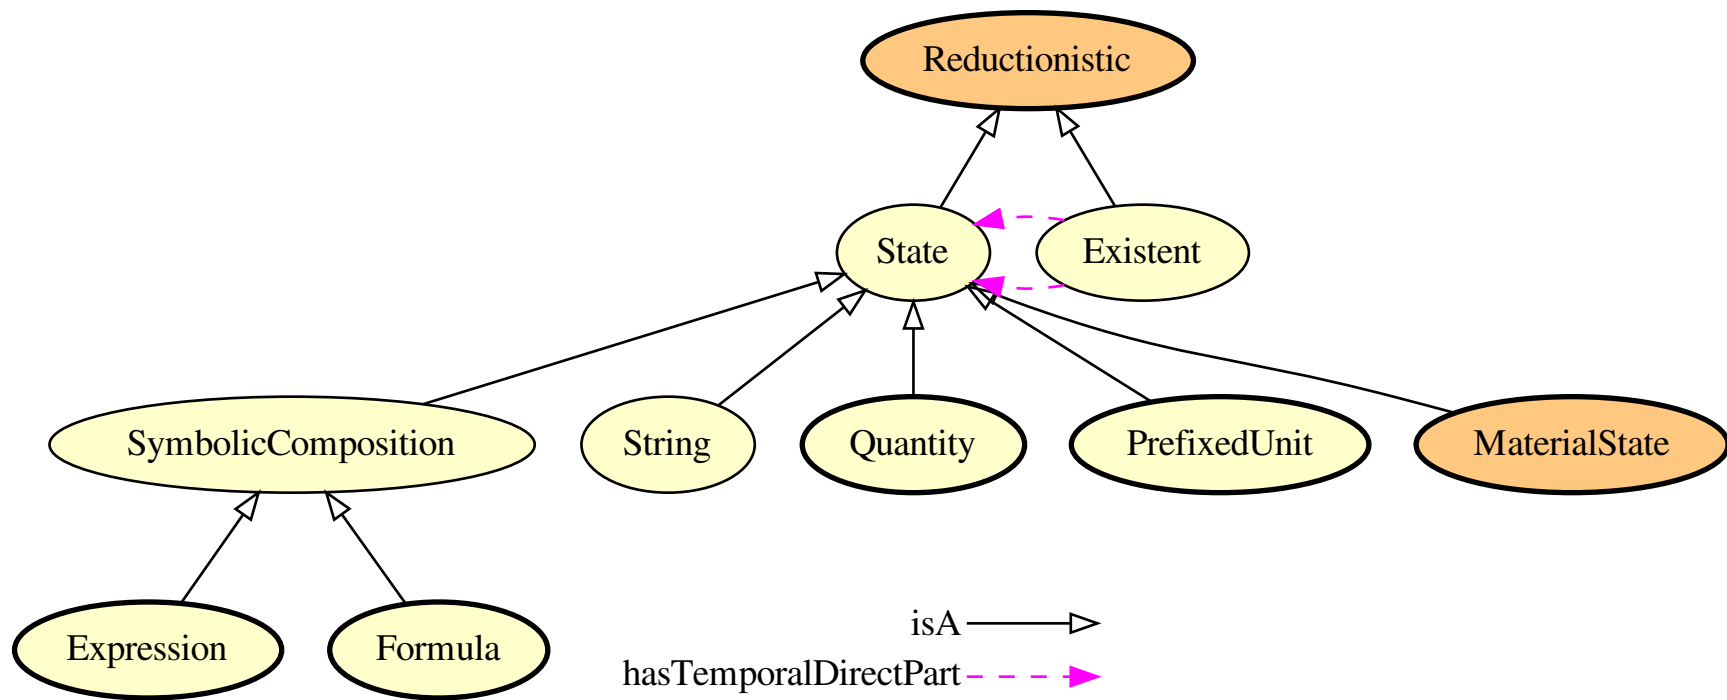 Reductionistic
State
Existent
SymbolicComposition
String
Quantity
PrefixedUnit
MaterialState
Expression
Formula
isA
hasTemporalDirectPart